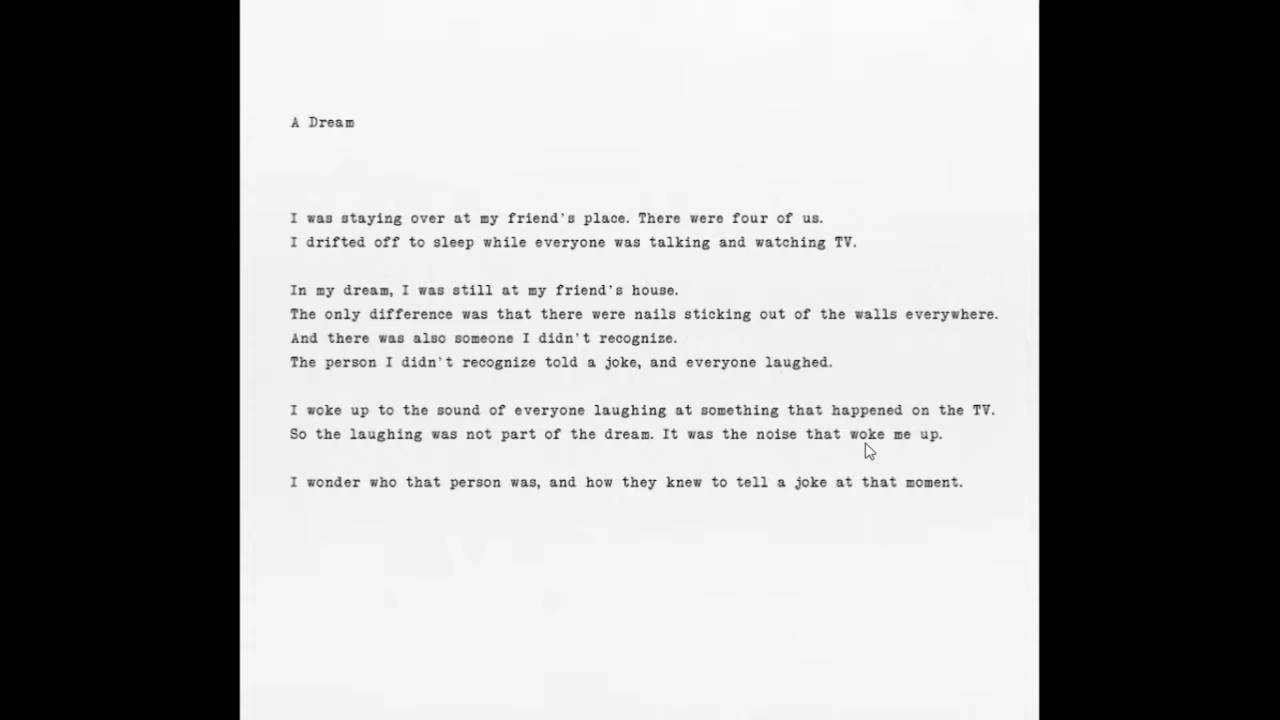 A Dream
I was staying over at my friend's place. There were four of us.
I drifted off to sleep while everyone was talking and watching TV.
In my dream, I was still at my friend's house.
The only difference was that there were nails sticking out of the walls everywhere.
And there was also someone I didn't recognize.
The person I didn't recognize told a joke, and everyone laughed.
I woke up to the sound of everyone laughing at something that happened on the TV.
So the laughing was not part of the dream. It was the noise that woke me up.
I wonder who that person was, and how they knew to tell a joke at that moment.